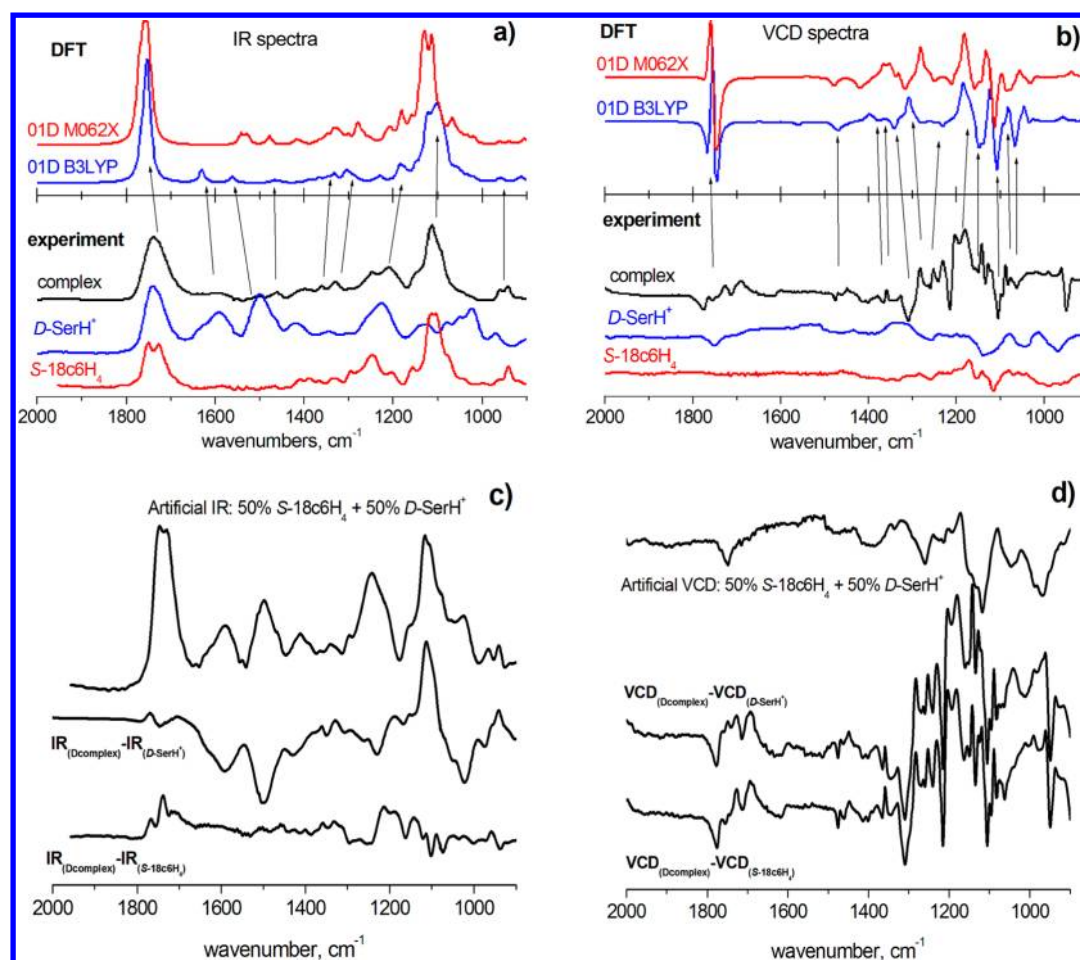 DFT
IR spectra
a)
01D M062X
01D B3LYP
experiment
complex
D-SerH⁺
S-18c6H₄
2000 1800 1600 1400 1200 1000
wavenumbers, cm⁻¹
DFT
VCD spectra
b)
01D M062X
01D B3LYP
experiment
complex
D-SerH⁺
S-18c6H₄
2000 1800 1600 1400 1200 1000
wavenumbers, cm⁻¹
c)
Artificial IR: 50% S-18c6H₄ + 50% D-SerH⁺
IR(Dcomplex)-IR(D-SerH⁺)
IR(Dcomplex)-IR(S-18c6H₄)
2000 1800 1600 1400 1200 1000
wavenumber, cm⁻¹
d)
Artificial VCD: 50% S-18c6H₄ + 50% D-SerH⁺
VCD(Dcomplex)-VCD(D-SerH⁺)
VCD(Dcomplex)-VCD(S-18c6H₄)
2000 1800 1600 1400 1200 1000
wavenumber, cm⁻¹